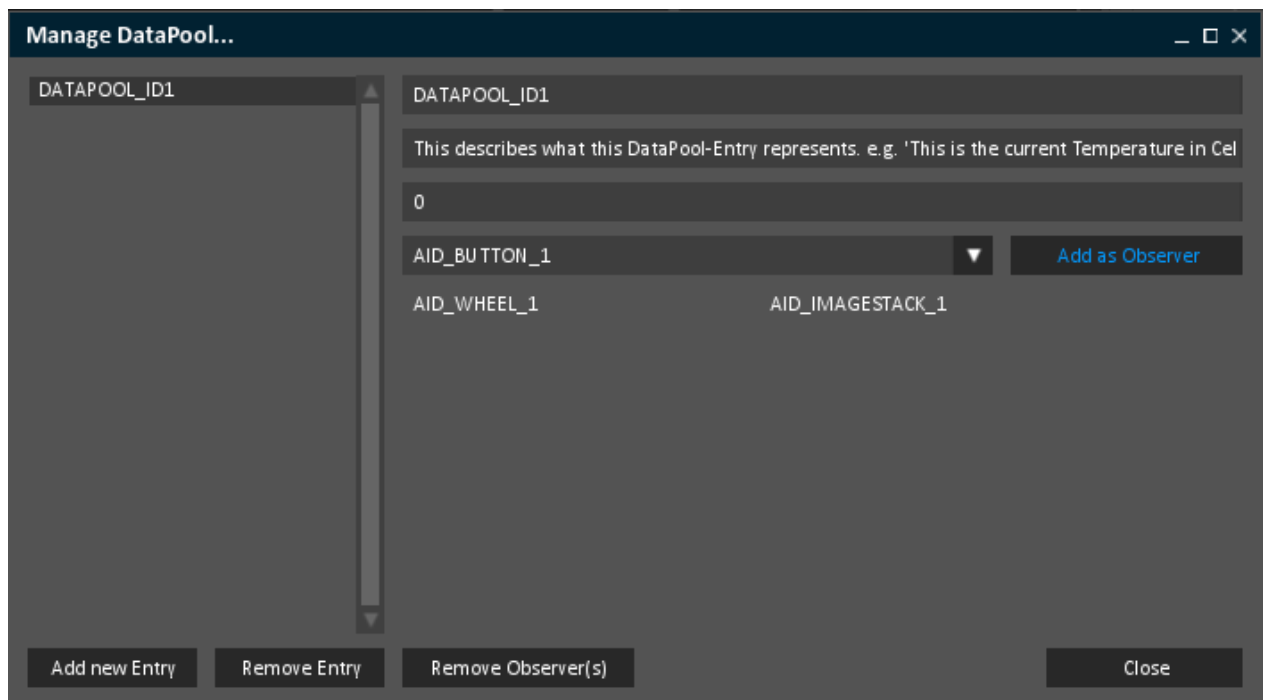 Manage DataPool...
DATAPOOL_ID1
DATAPOOL_ID1
This describes what this DataPool-Entry represents. e.g. 'This is the current Temperature in Cel
0
AID_BUTTON_1
Add as Observer
AID_WHEEL_1
AID_IMAGESTACK_1
Add new Entry
Remove Entry
Remove Observer(s)
Close